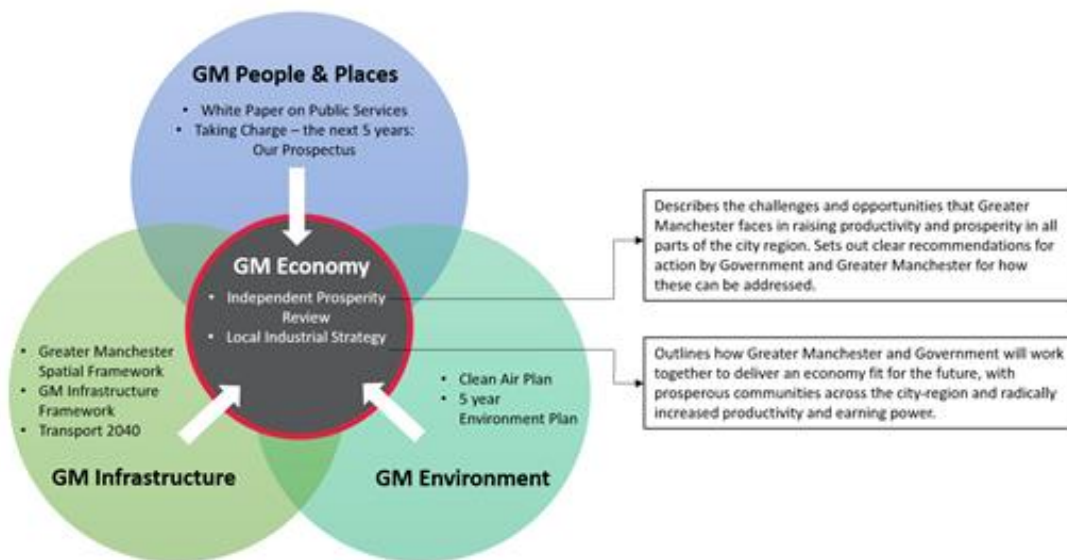 GM People & Places
• White Paper on Public Services
• Taking Charge – the next 5 years:
Our Prospectus
GM Economy
• Independent Prosperity
Review
• Local Industrial Strategy
• Greater Manchester
Spatial Framework
• GM Infrastructure
Framework
• Transport 2040
GM Infrastructure
• Clean Air Plan
• 5 year
Environment Plan
GM Environment
Describes the challenges and opportunities that Greater
Manchester faces in raising productivity and prosperity in all
parts of the city region. Sets out clear recommendations for
action by Government and Greater Manchester for how
these can be addressed.
Outlines how Greater Manchester and Government will work
together to deliver an economy fit for the future, with
prosperous communities across the city-region and radically
increased productivity and earning power.